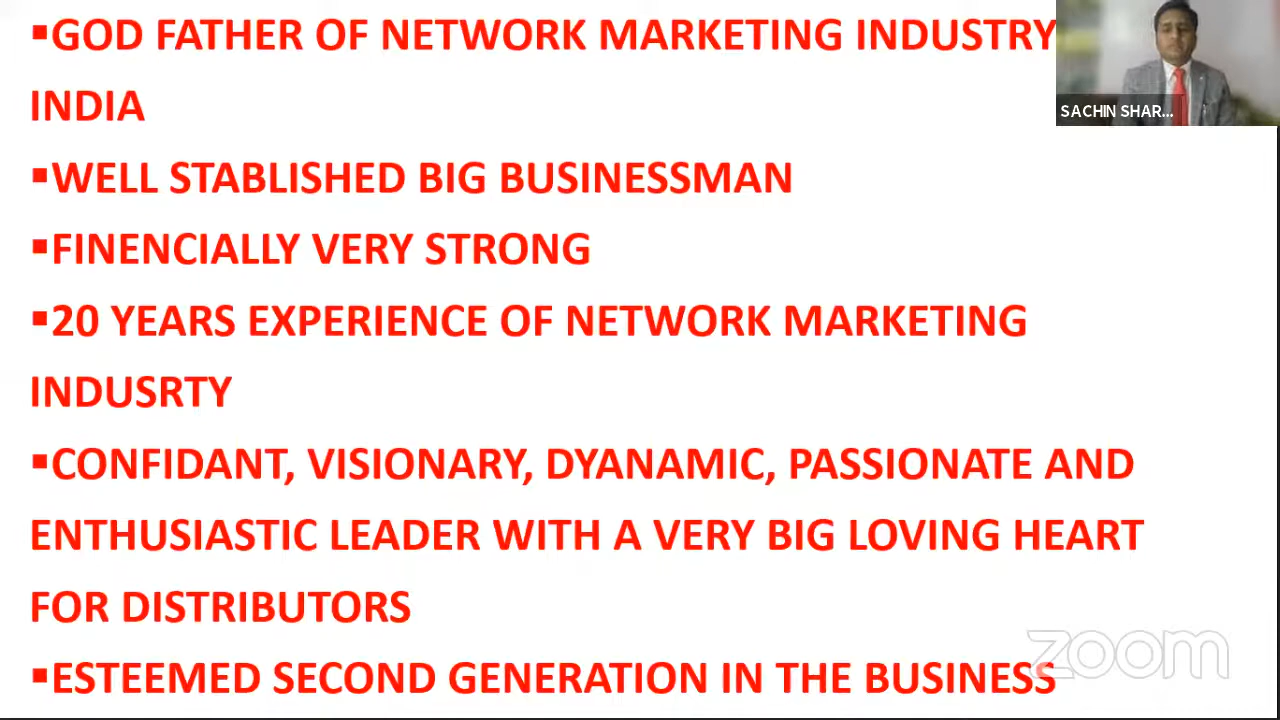 ▪GOD FATHER OF NETWORK MARKETING INDUSTRY
INDIA
SACHIN SHAR...
▪WELL STABLISHED BIG BUSINESSMAN
▪FINENCIALLY VERY STRONG
▪20 YEARS EXPERIENCE OF NETWORK MARKETING
INDUSRTY
▪CONFIDANT, VISIONARY, DYANAMIC, PASSIONATE AND
ENTHUSIASTIC LEADER WITH A VERY BIG LOVING HEART
FOR DISTRIBUTORS
▪ESTEEMED SECOND GENERATION IN THE BUSINESS
zoom